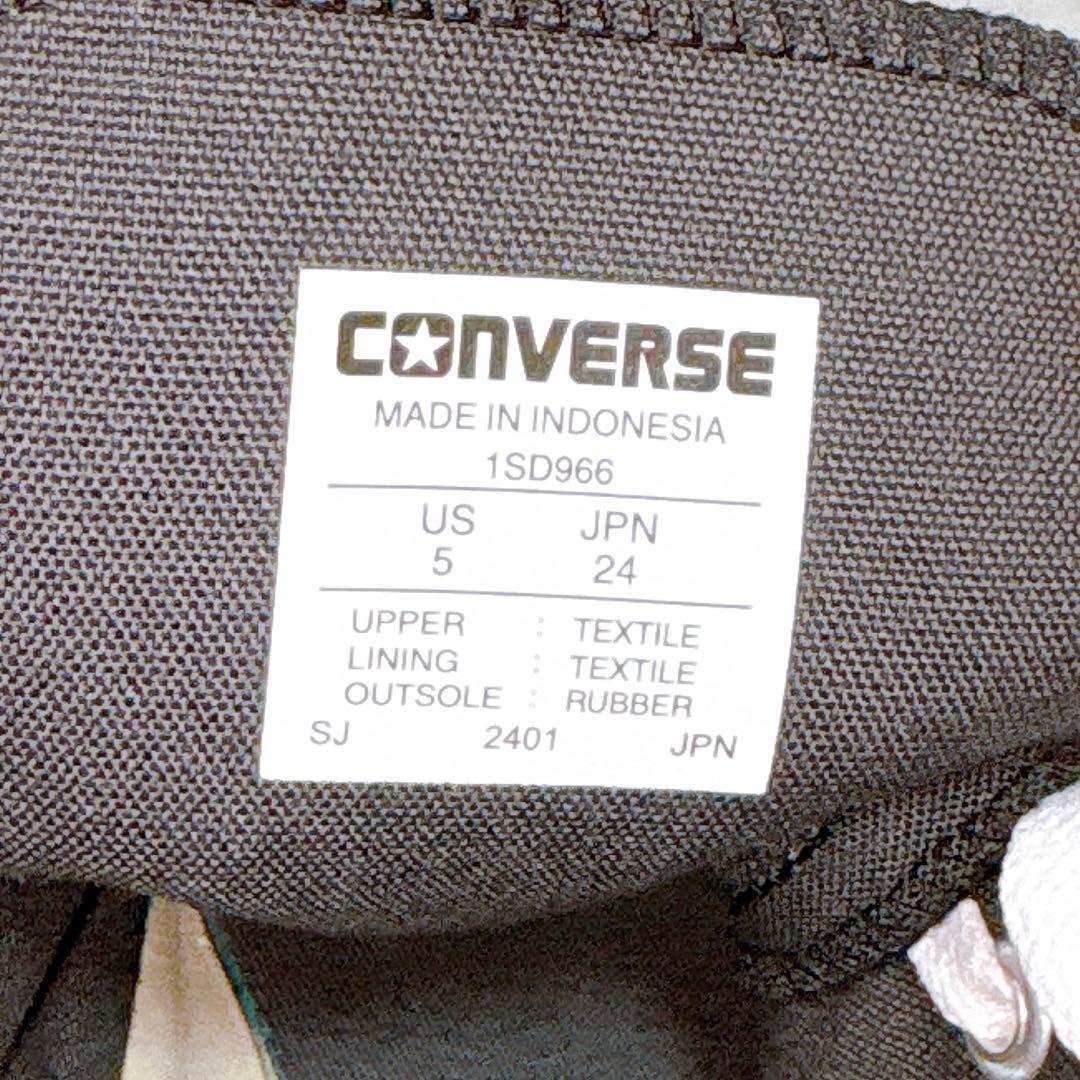 CONVERSE
MADE IN INDONESIA
1SD966
US JPN
5 24
UPPER : TEXTILE
LINING : TEXTILE
OUTSOLE : RUBBER
SJ 2401 JPN